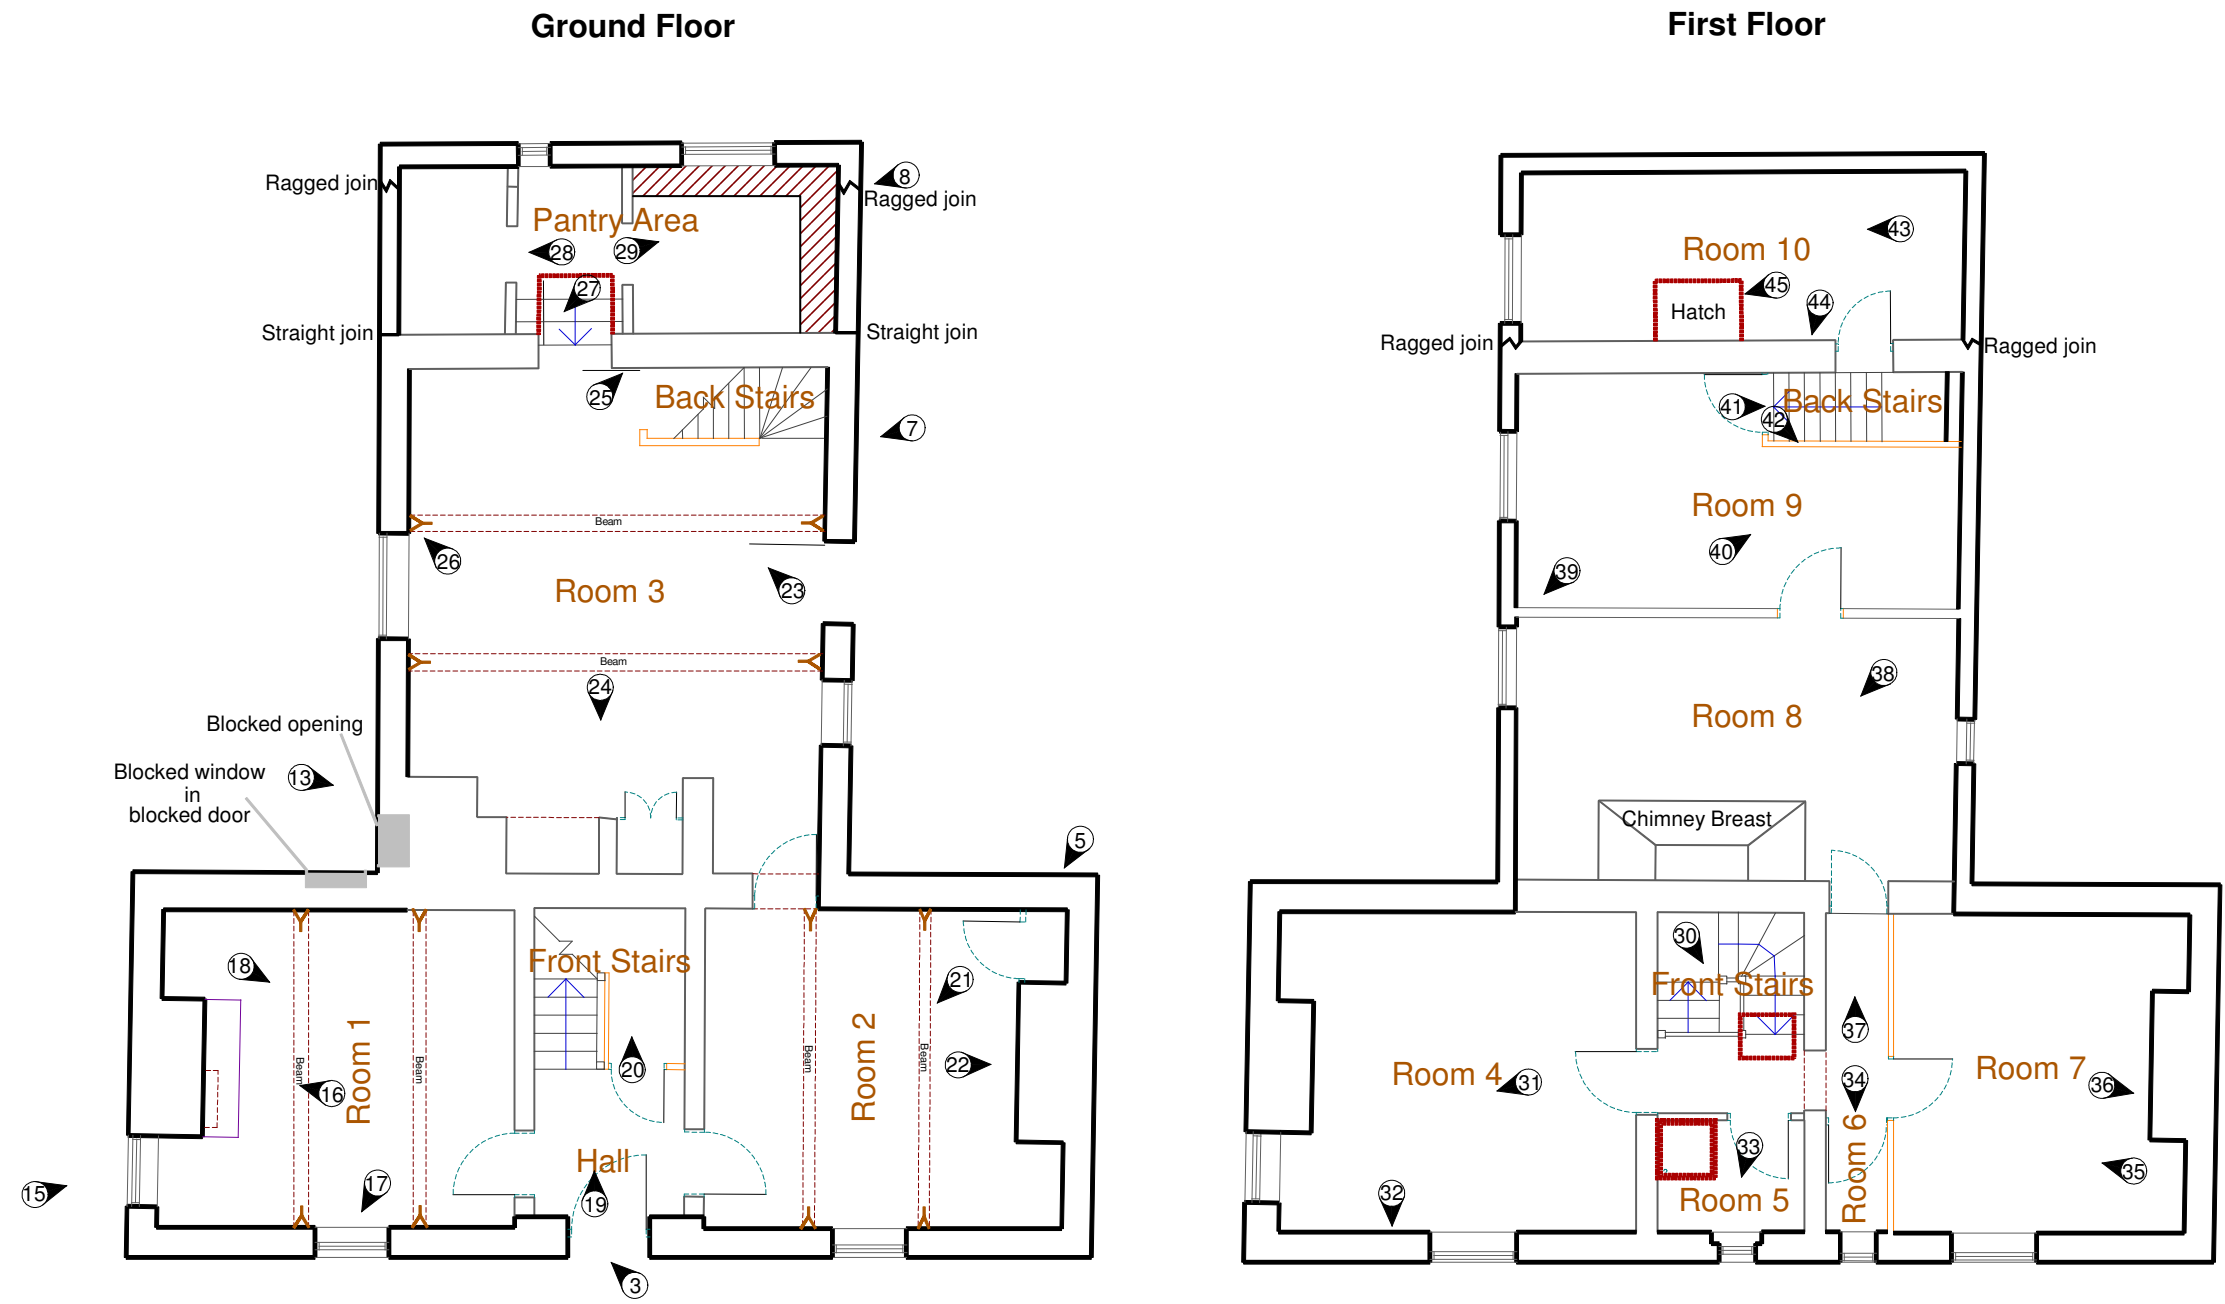 Ground Floor
First Floor
Ragged join
8
Ragged join
Pantry Area
28
29
27
Straight join
Straight join
25
Back Stairs
7
Beam
26
Room 3
23
Beam
24
Blocked opening
Blocked window
in
blocked door
13
5
18
Front Stairs
21
Room 1
Beam
Beam
16
20
Beam
Beam
Room 2
22
15
17
Hall
19
3
43
Room 10
45
44
Hatch
Ragged join
Ragged join
41
42
Back Stairs
Room 9
40
39
38
Room 8
Chimney Breast
30
Front Stairs
37
Room 4
31
34
Room 7
36
33
Room 6
35
32
Room 5